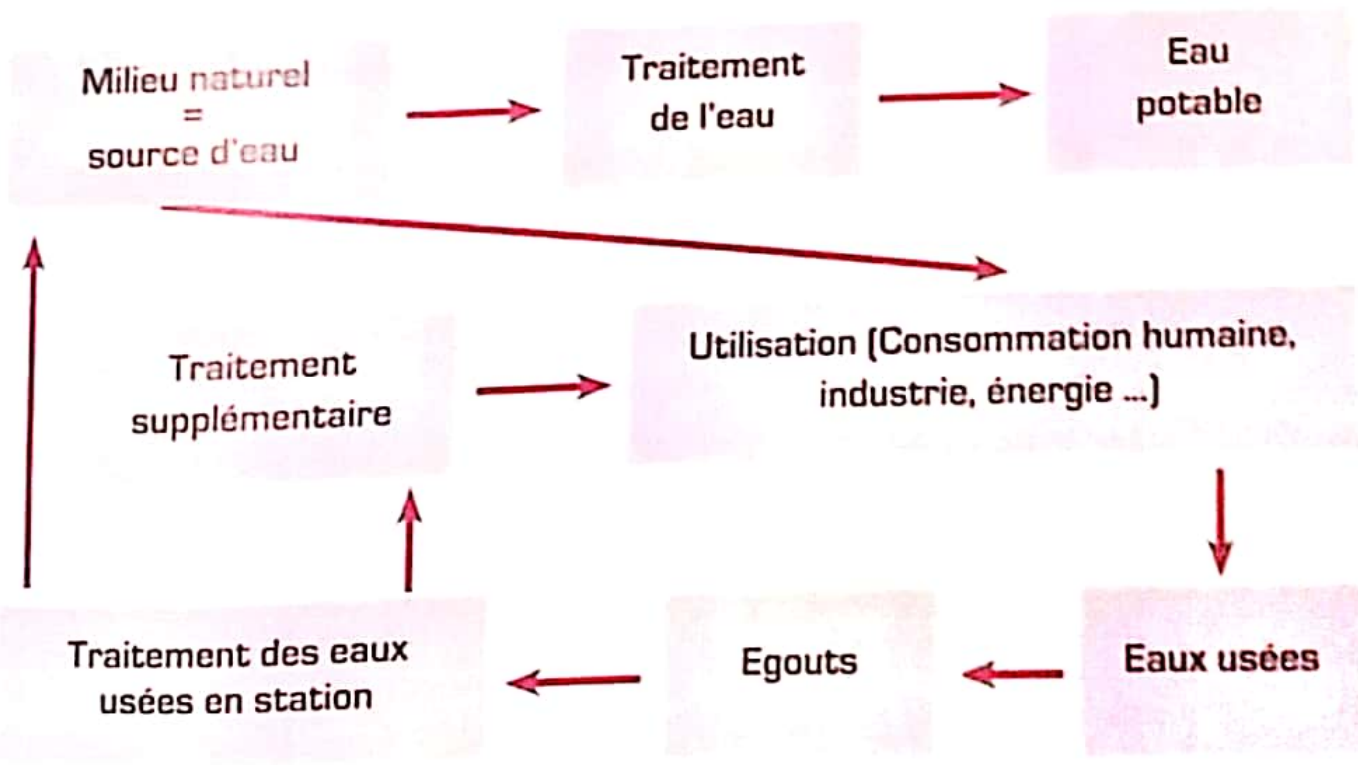 Milieu naturel
=
source d'eau
Traitement
de l'eau
Eau
potable
Traitement
supplémentaire
Utilisation (Consommation humaine,
industrie, énergie ...)
Traitement des eaux
usées en station
Egouts
Eaux usées